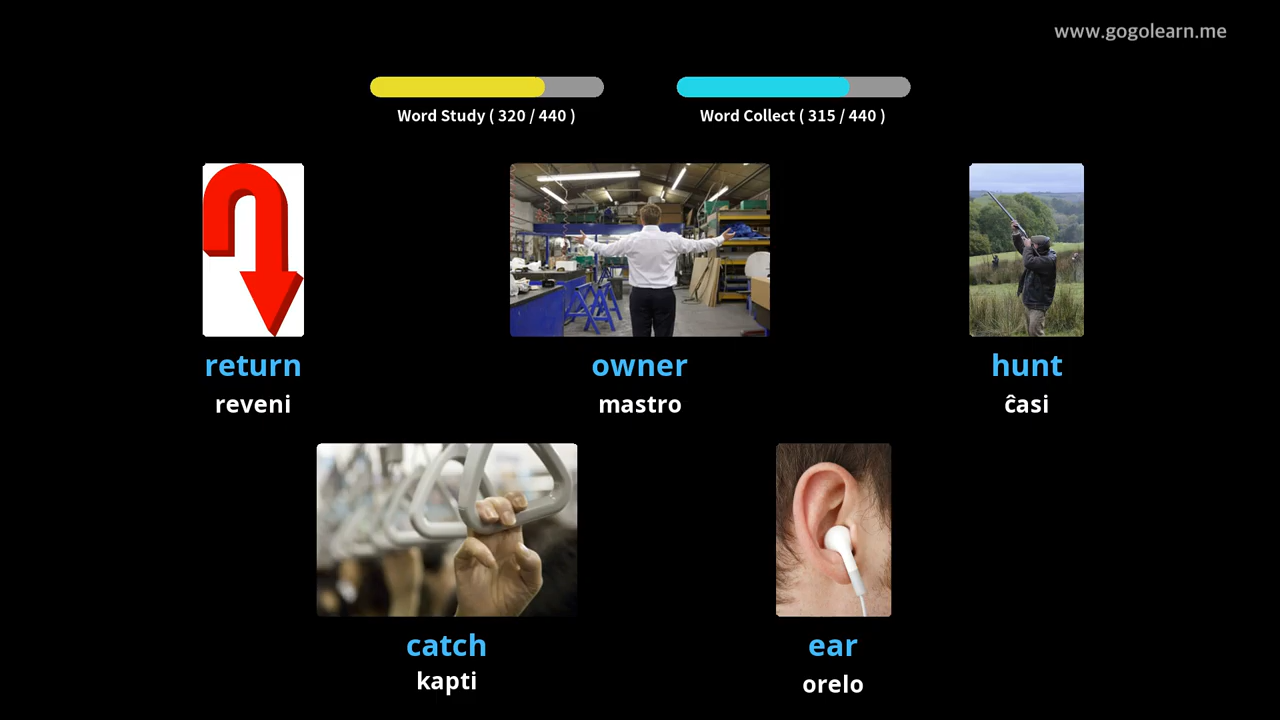 www.gogolearn.me
Word Study ( 320 / 440 )
Word Collect ( 315 / 440 )
return
reveni
owner
mastro
hunt
ĉasi
catch
kapti
ear
orelo